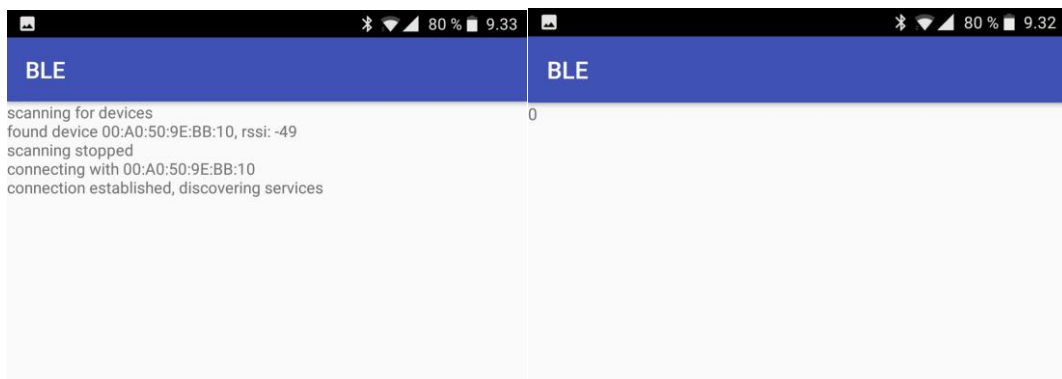 80 % 9.33
BLE
scanning for devices
found device 00:A0:50:9E:BB:10, rssi: -49
scanning stopped
connecting with 00:A0:50:9E:BB:10
connection established, discovering services
80 % 9.32
BLE
0